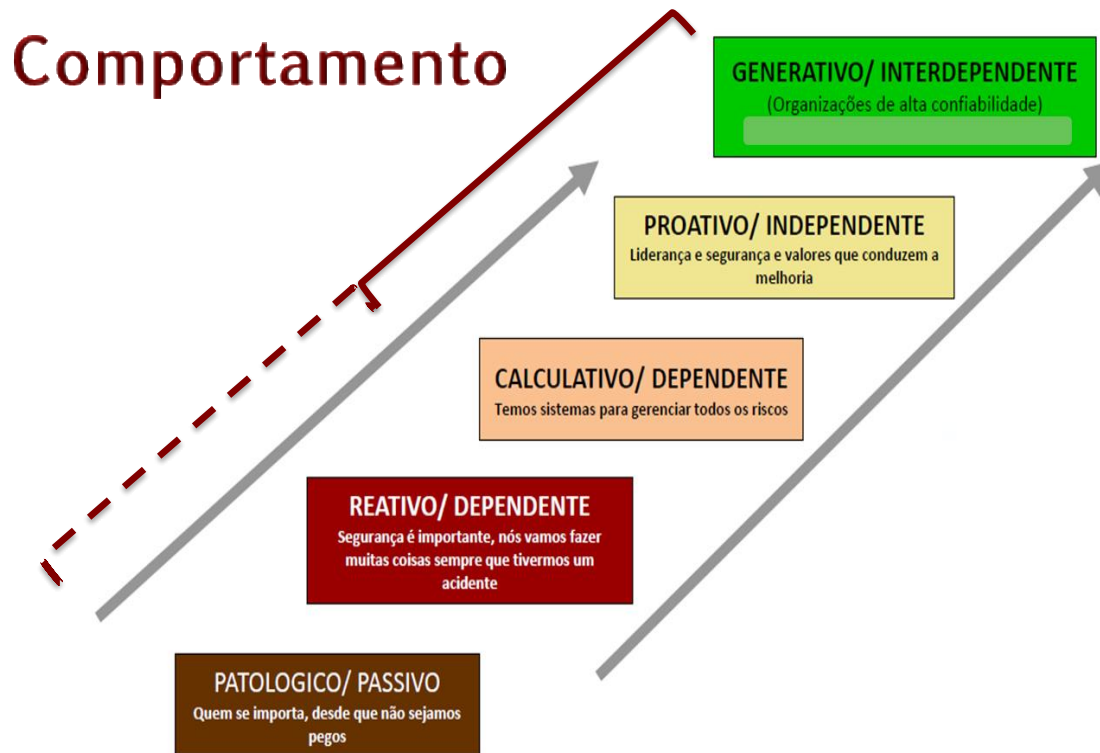 Comportamento
GENERATIVO/ INTERDEPENDENTE
(Organizações de alta confiabilidade)
PROATIVO/ INDEPENDENTE
Liderança e segurança e valores que conduzem a
melhoria
CALCULATIVO/ DEPENDENTE
Temos sistemas para gerenciar todos os riscos
REATIVO/ DEPENDENTE
Segurança é importante, nós vamos fazer
muitas coisas sempre que tivermos um
acidente
PATOLOGICO/ PASSIVO
Quem se importa, desde que não sejamos
pegos